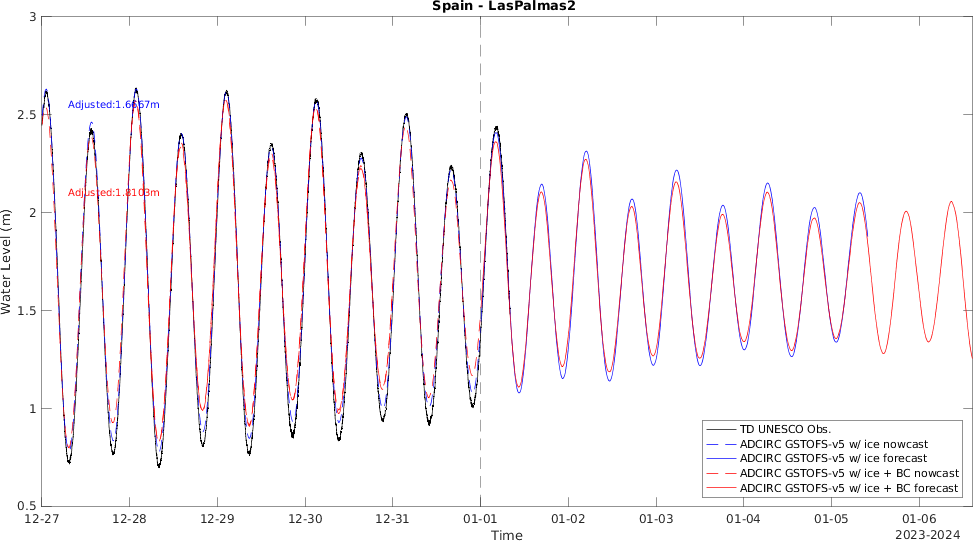 Spain - LasPalmas2
3
2.5
2
1.5
1
0.5
Water Level (m)
Adjusted:1.6667m
Adjusted:1.8103m
TD UNESCO Obs.
ADCIRC GSTOFS-v5 w/ ice nowcast
ADCIRC GSTOFS-v5 w/ ice forecast
ADCIRC GSTOFS-v5 w/ ice + BC nowcast
ADCIRC GSTOFS-v5 w/ ice + BC forecast
12-27 12-28 12-29 12-30 12-31 01-01 01-02 01-03 01-04 01-05 01-06
Time
2023-2024